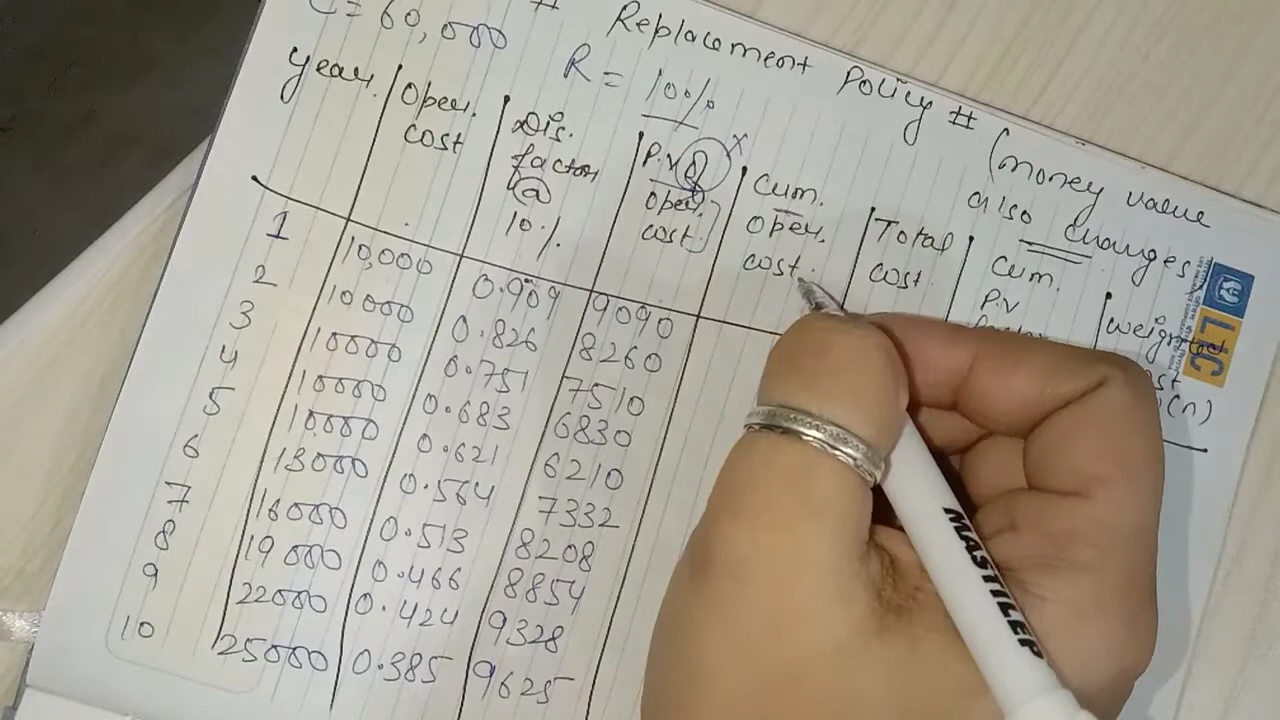 C = 60,000
# Replacement Policy # (money value
also changes
R = 10%
year. oper. cost Dis. factor @ 10% P.V of oper. cost x Cum. oper. cost. Total cost Cum. P.V weighted (n)
1 10,000 0.909 9090
2 10000 0.826 8260
3 10000 0.751 7510
4 10000 0.683 6830
5 10000 0.621 6210
6 13000 0.564 7332
7 16000 0.513 8208
8 19000 0.466 8854
9 22000 0.424 9328
10 25000 0.385 9625
LIC
MASTILEP